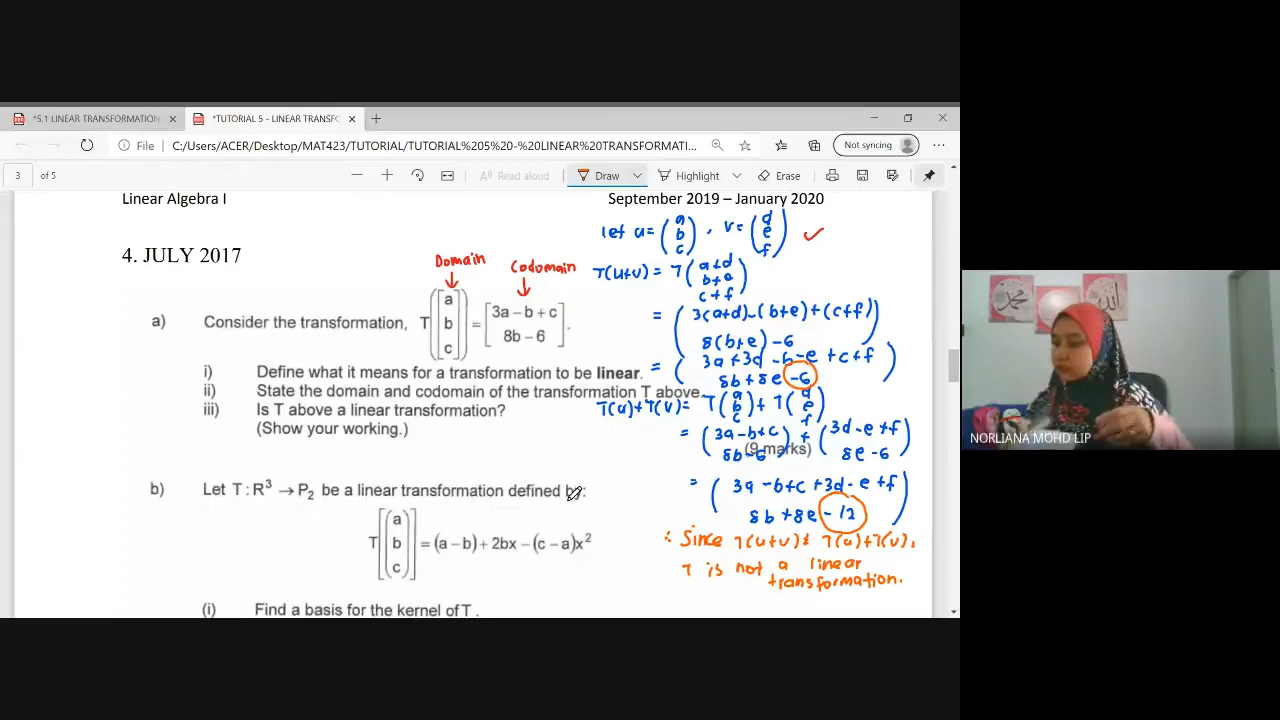 *5.1 LINEAR TRANSFORMATION
*TUTORIAL 5 - LINEAR TRANSFC
File
C:/Users/ACER/Desktop/MAT423/TUTORIAL/TUTORIAL%205%20-%20LINEAR%20TRANSFORMATI...
Not syncing
3 of 5
Read aloud
Draw
Highlight
Erase
Linear Algebra I
September 2019 – January 2020
4. JULY 2017
Domain
Codomain
a) Consider the transformation, T([a b c]) = [3a – b + c 8b – 6].
i) Define what it means for a transformation to be linear.
ii) State the domain and codomain of the transformation T above.
iii) Is T above a linear transformation?
(Show your working.)
(9 marks)
let u = (a b c), v = (d e f) ✓
T(u+v) = T(a+d b+e c+f)
= (3(a+d) - (b+e) + (c+f) 8(b+e) - 6)
= (3a + 3d - b - e + c + f 8b + 8e - 6)
T(u) + T(v) = T(a b c) + T(d e f)
= (3a - b + c 8b - 6) + (3d - e + f 8e - 6)
= (3a - b + c + 3d - e + f 8b + 8e - 12)
∴ Since T(u+v) ≠ T(u)+T(v),
T is not a linear
transformation.
b) Let T : R³ → P₂ be a linear transformation defined by:
T[(a b c)] = (a – b) + 2bx – (c – a)x²
(i) Find a basis for the kernel of T .
NORLIANA MOHD LIP